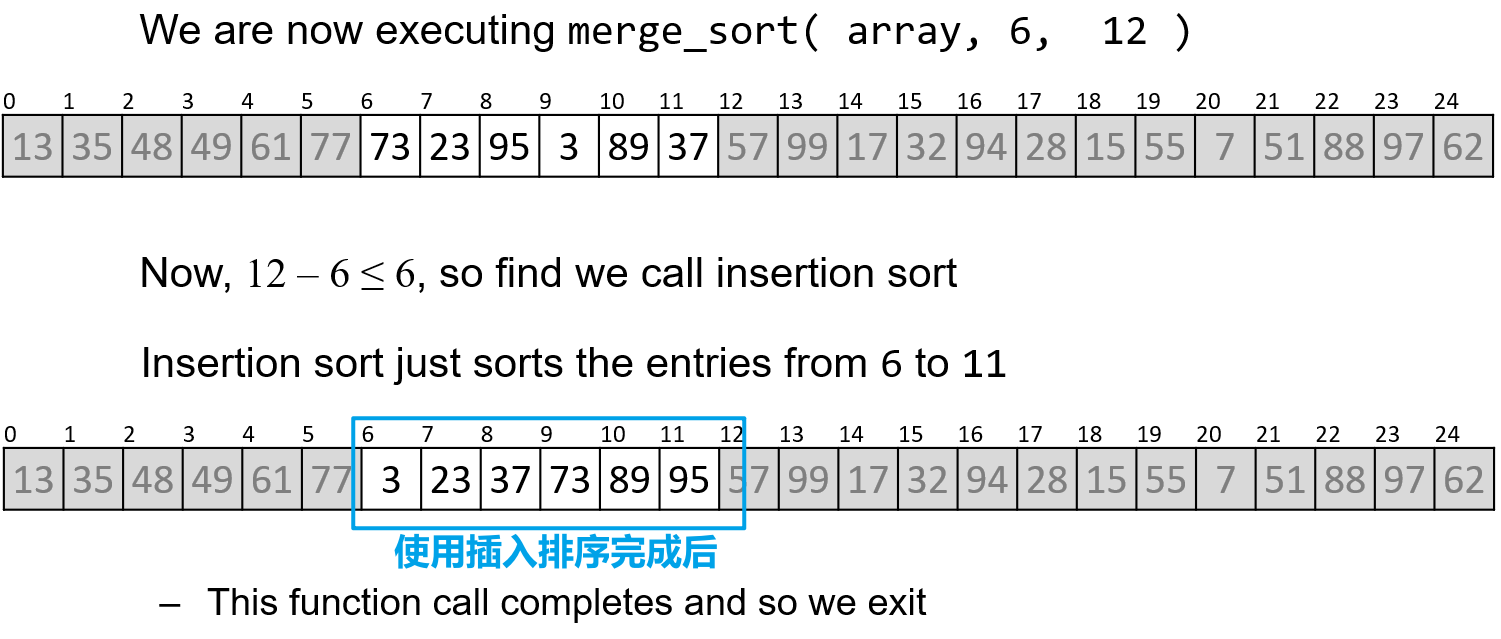 We are now executing merge_sort( array, 6, 12 )
0 1 2 3 4 5 6 7 8 9 10 11 12 13 14 15 16 17 18 19 20 21 22 23 24
13 35 48 49 61 77 73 23 95 3 89 37 57 99 17 32 94 28 15 55 7 51 88 97 62
Now, 12 – 6 ≤ 6, so find we call insertion sort
Insertion sort just sorts the entries from 6 to 11
0 1 2 3 4 5 6 7 8 9 10 11 12 13 14 15 16 17 18 19 20 21 22 23 24
13 35 48 49 61 77 3 23 37 73 89 95 57 99 17 32 94 28 15 55 7 51 88 97 62
使用插入排序完成后
– This function call completes and so we exit